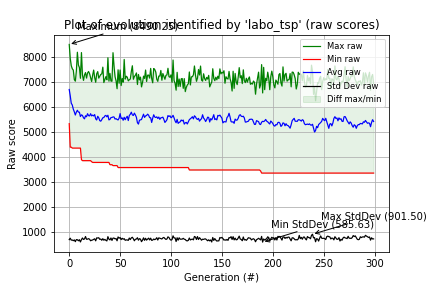 Plot of evolution identified by 'labo_tsp' (raw scores)
Maximum (8490.25)
Max raw
Min raw
Avg raw
Std Dev raw
Diff max/min
Raw score
8000
7000
6000
5000
4000
3000
2000
1000
Max StdDev (901.50)
Min StdDev (585.63)
0
50
100
150
200
250
300
Generation (#)